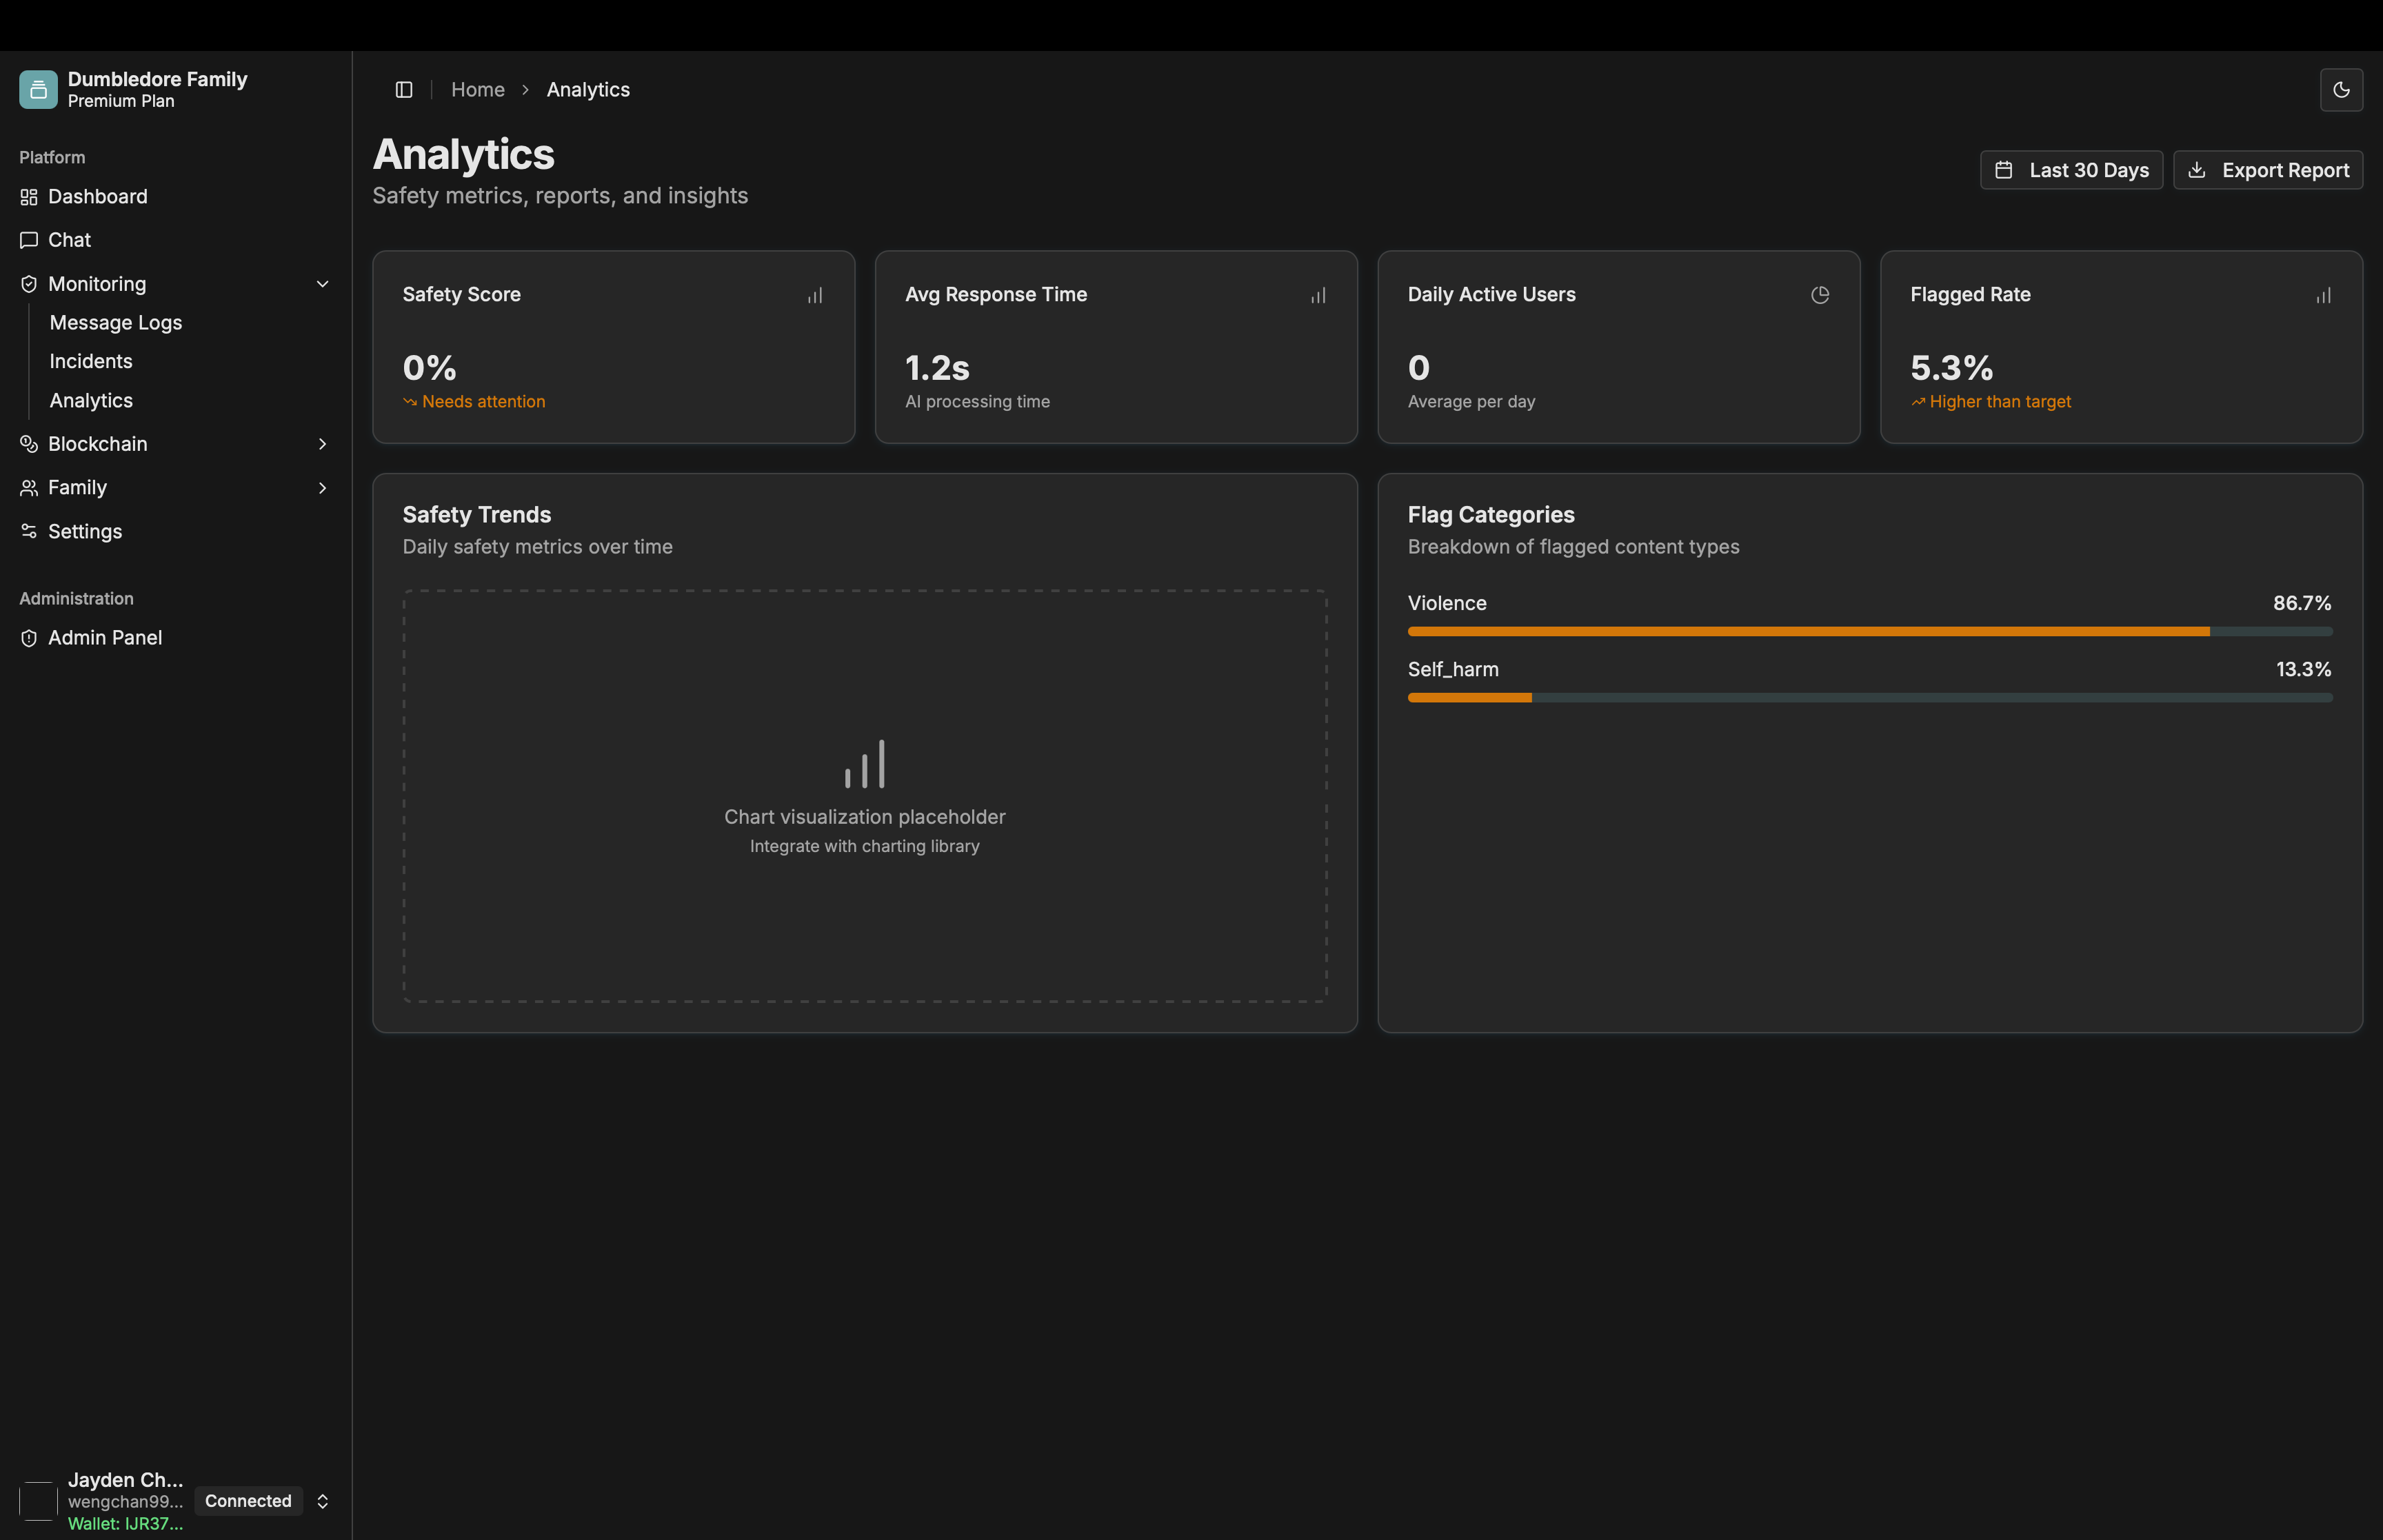 Dumbledore Family
Premium Plan
Platform
Dashboard
Chat
Monitoring
Message Logs
Incidents
Analytics
Blockchain
Family
Settings
Administration
Admin Panel
Jayden Ch...
wengchan99...
Wallet: IJR37...
Connected
Home > Analytics
Analytics
Safety metrics, reports, and insights
Last 30 Days
Export Report
Safety Score
0%
Needs attention
Avg Response Time
1.2s
AI processing time
Daily Active Users
0
Average per day
Flagged Rate
5.3%
Higher than target
Safety Trends
Daily safety metrics over time
Chart visualization placeholder
Integrate with charting library
Flag Categories
Breakdown of flagged content types
Violence 86.7%
Self_harm 13.3%